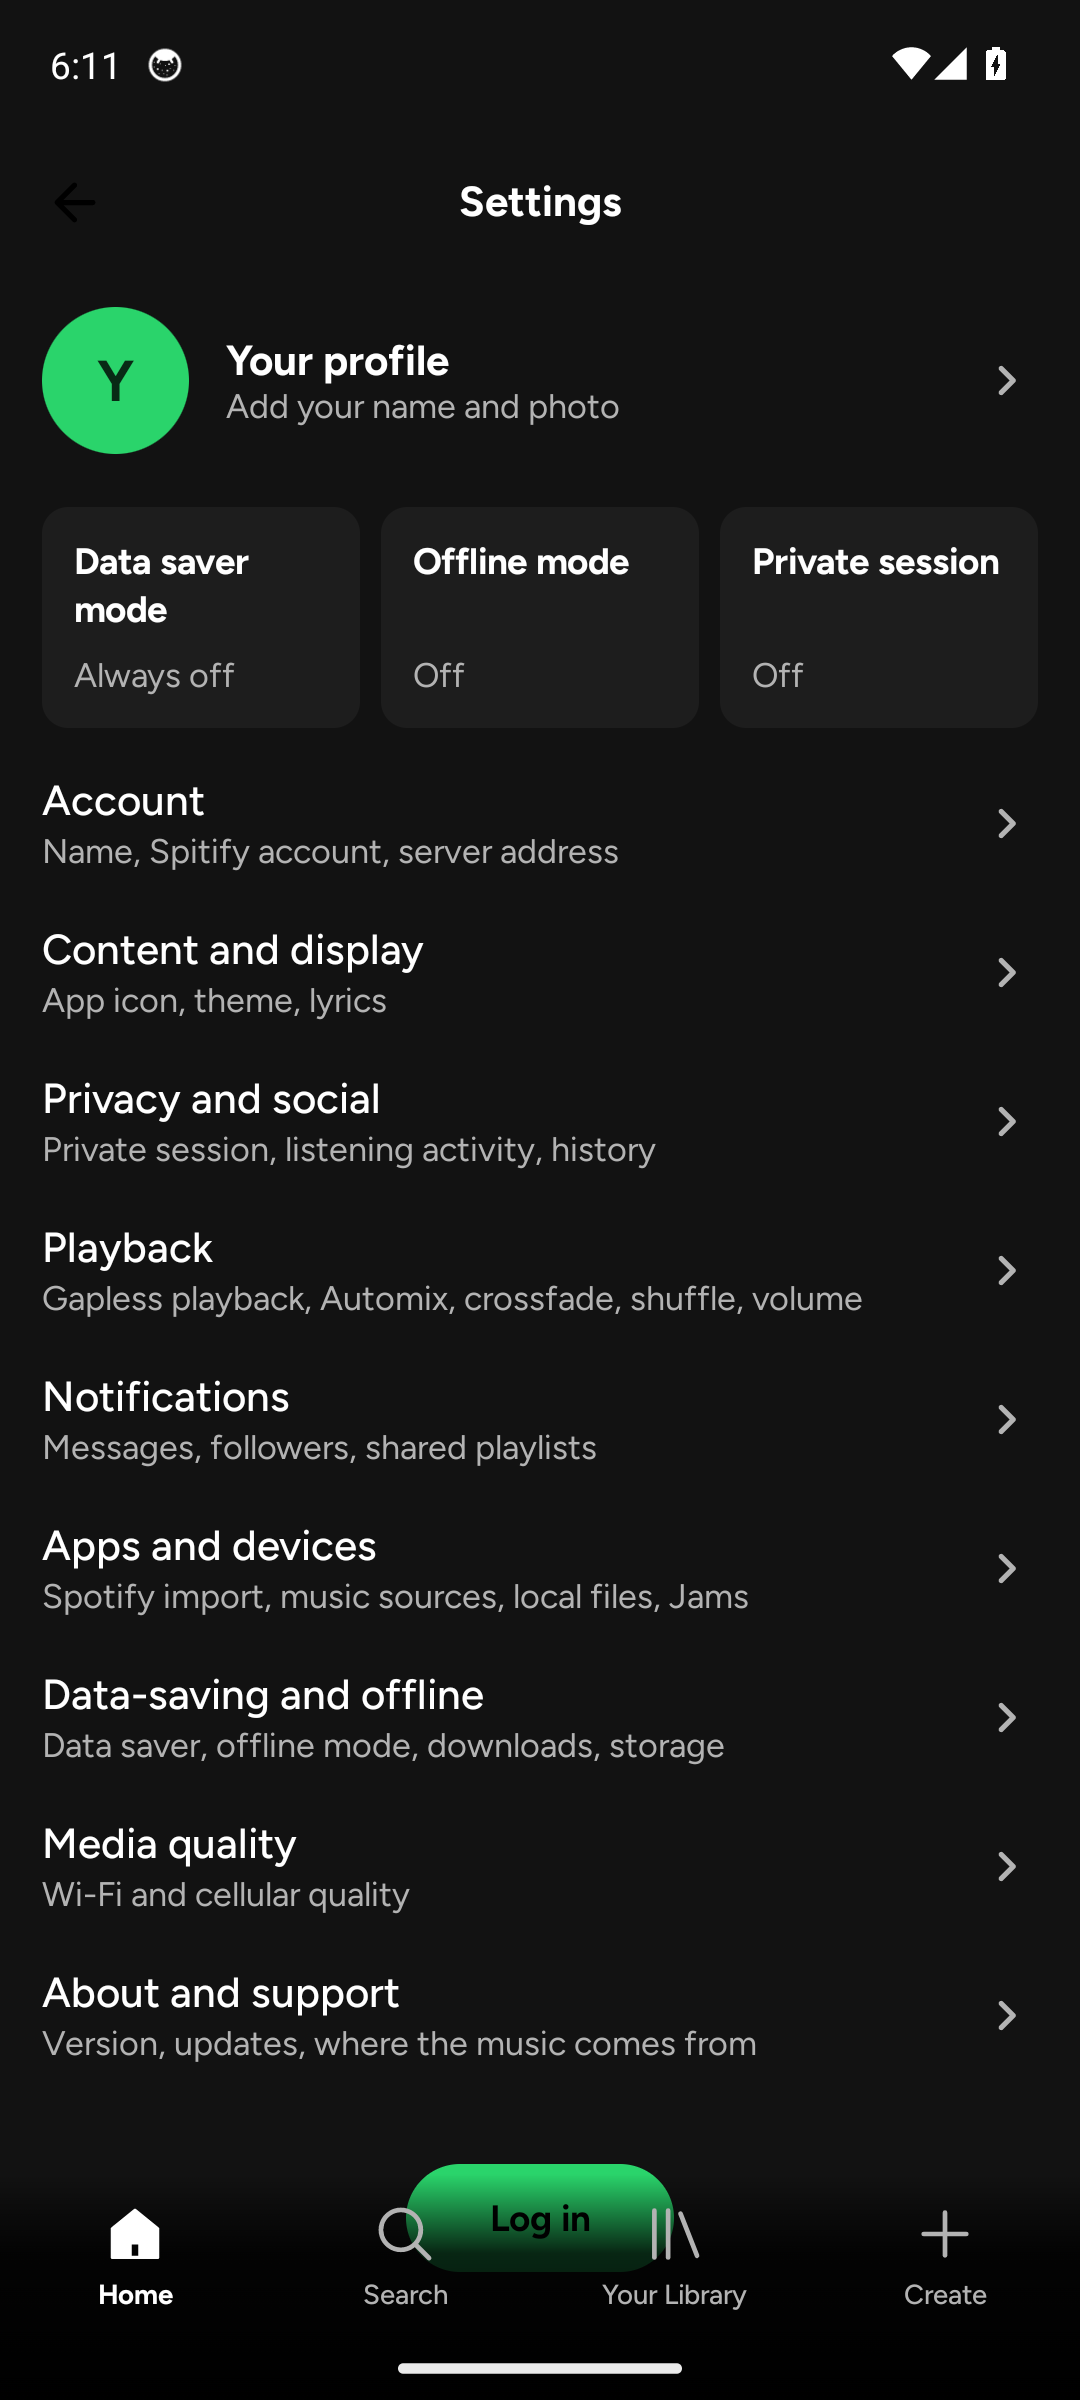 6:11
Settings
Y
Your profile
Add your name and photo
Data saver mode
Always off
Offline mode
Off
Private session
Off
Account
Name, Spitify account, server address
Content and display
App icon, theme, lyrics
Privacy and social
Private session, listening activity, history
Playback
Gapless playback, Automix, crossfade, shuffle, volume
Notifications
Messages, followers, shared playlists
Apps and devices
Spotify import, music sources, local files, Jams
Data-saving and offline
Data saver, offline mode, downloads, storage
Media quality
Wi-Fi and cellular quality
About and support
Version, updates, where the music comes from
Log in
Home
Search
Your Library
Create